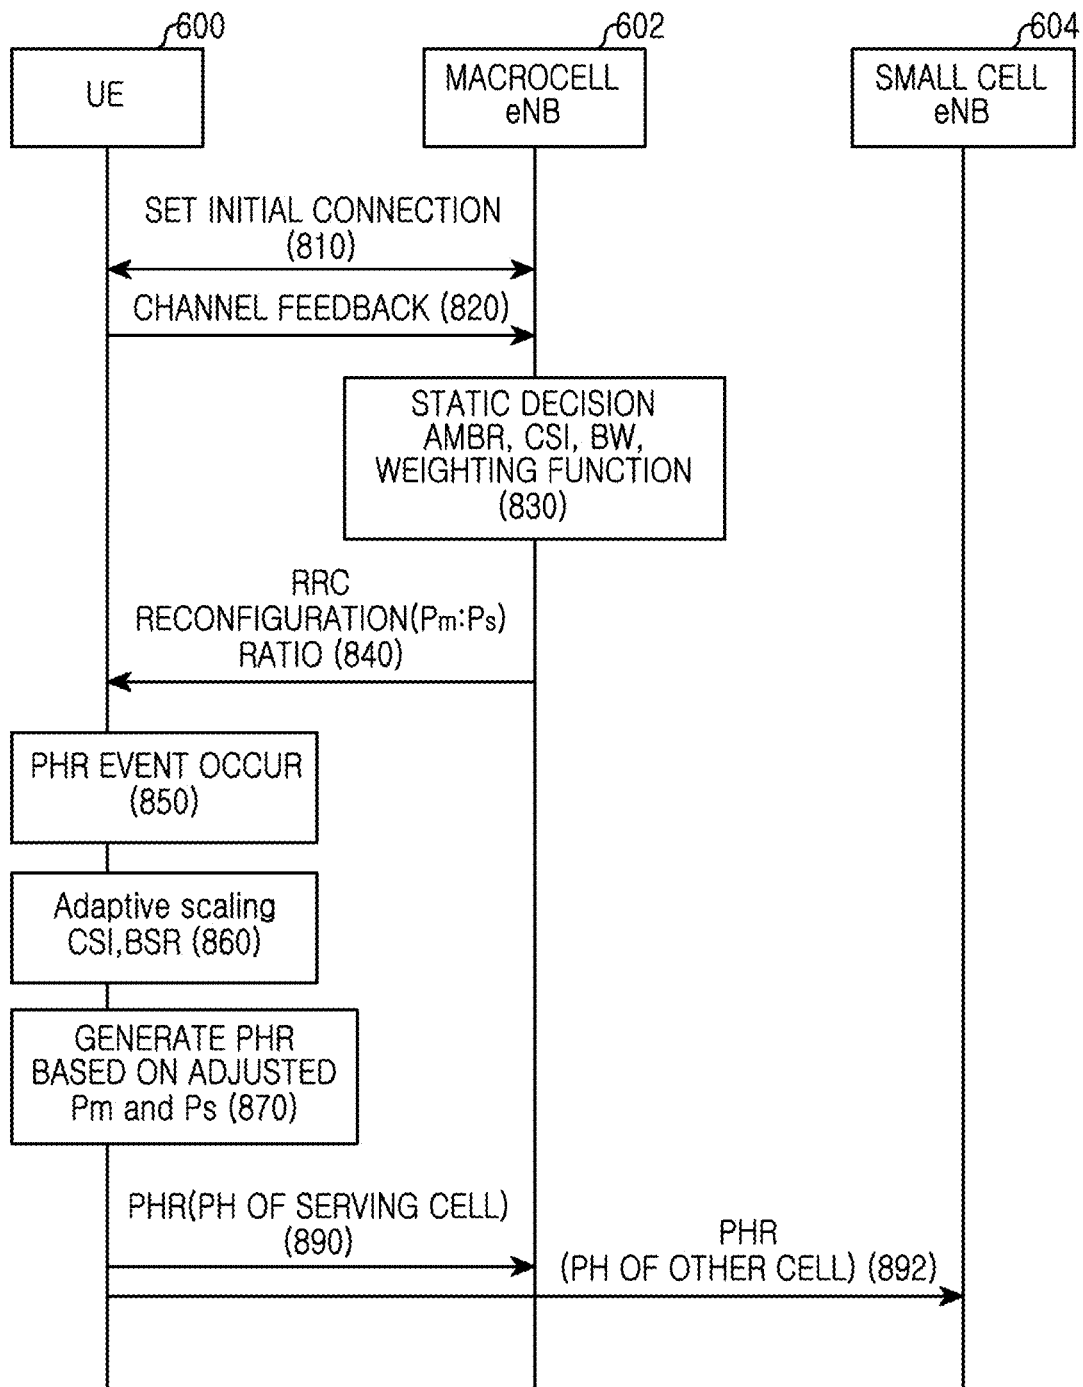 600
602
604
UE
MACROCELL
eNB
SMALL CELL
eNB
SET INITIAL CONNECTION
(810)
CHANNEL FEEDBACK (820)
STATIC DECISION
AMBR, CSI, BW,
WEIGHTING FUNCTION
(830)
RRC
RECONFIGURATION(Pm:Ps)
RATIO (840)
PHR EVENT OCCUR
(850)
Adaptive scaling
CSI,BSR (860)
GENERATE PHR
BASED ON ADJUSTED
Pm and Ps (870)
PHR(PH OF SERVING CELL)
(890)
PHR
(PH OF OTHER CELL) (892)